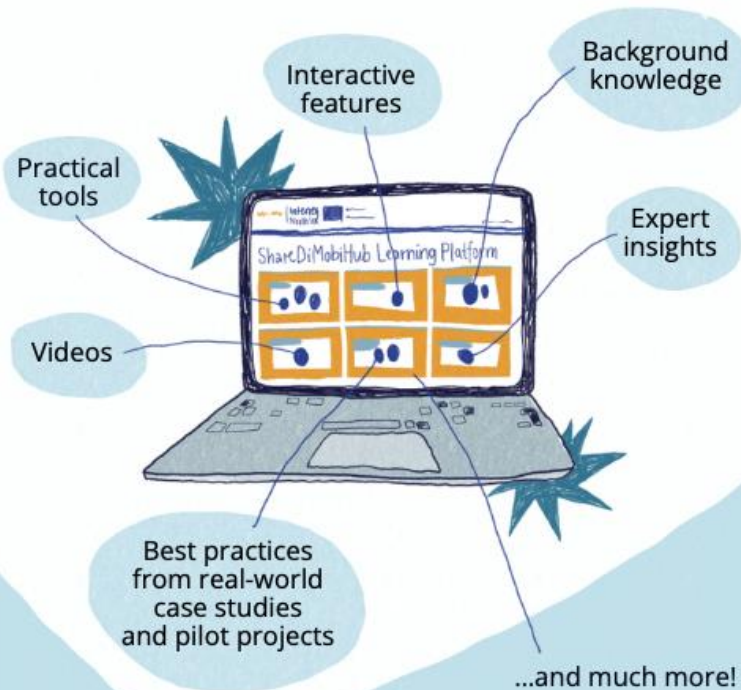 Background
knowledge
Interactive
features
Practical
tools
Expert
insights
ShareDiMobiHub Learning Platform
Videos
Best practices
from real-world
case studies
and pilot projects
...and much more!